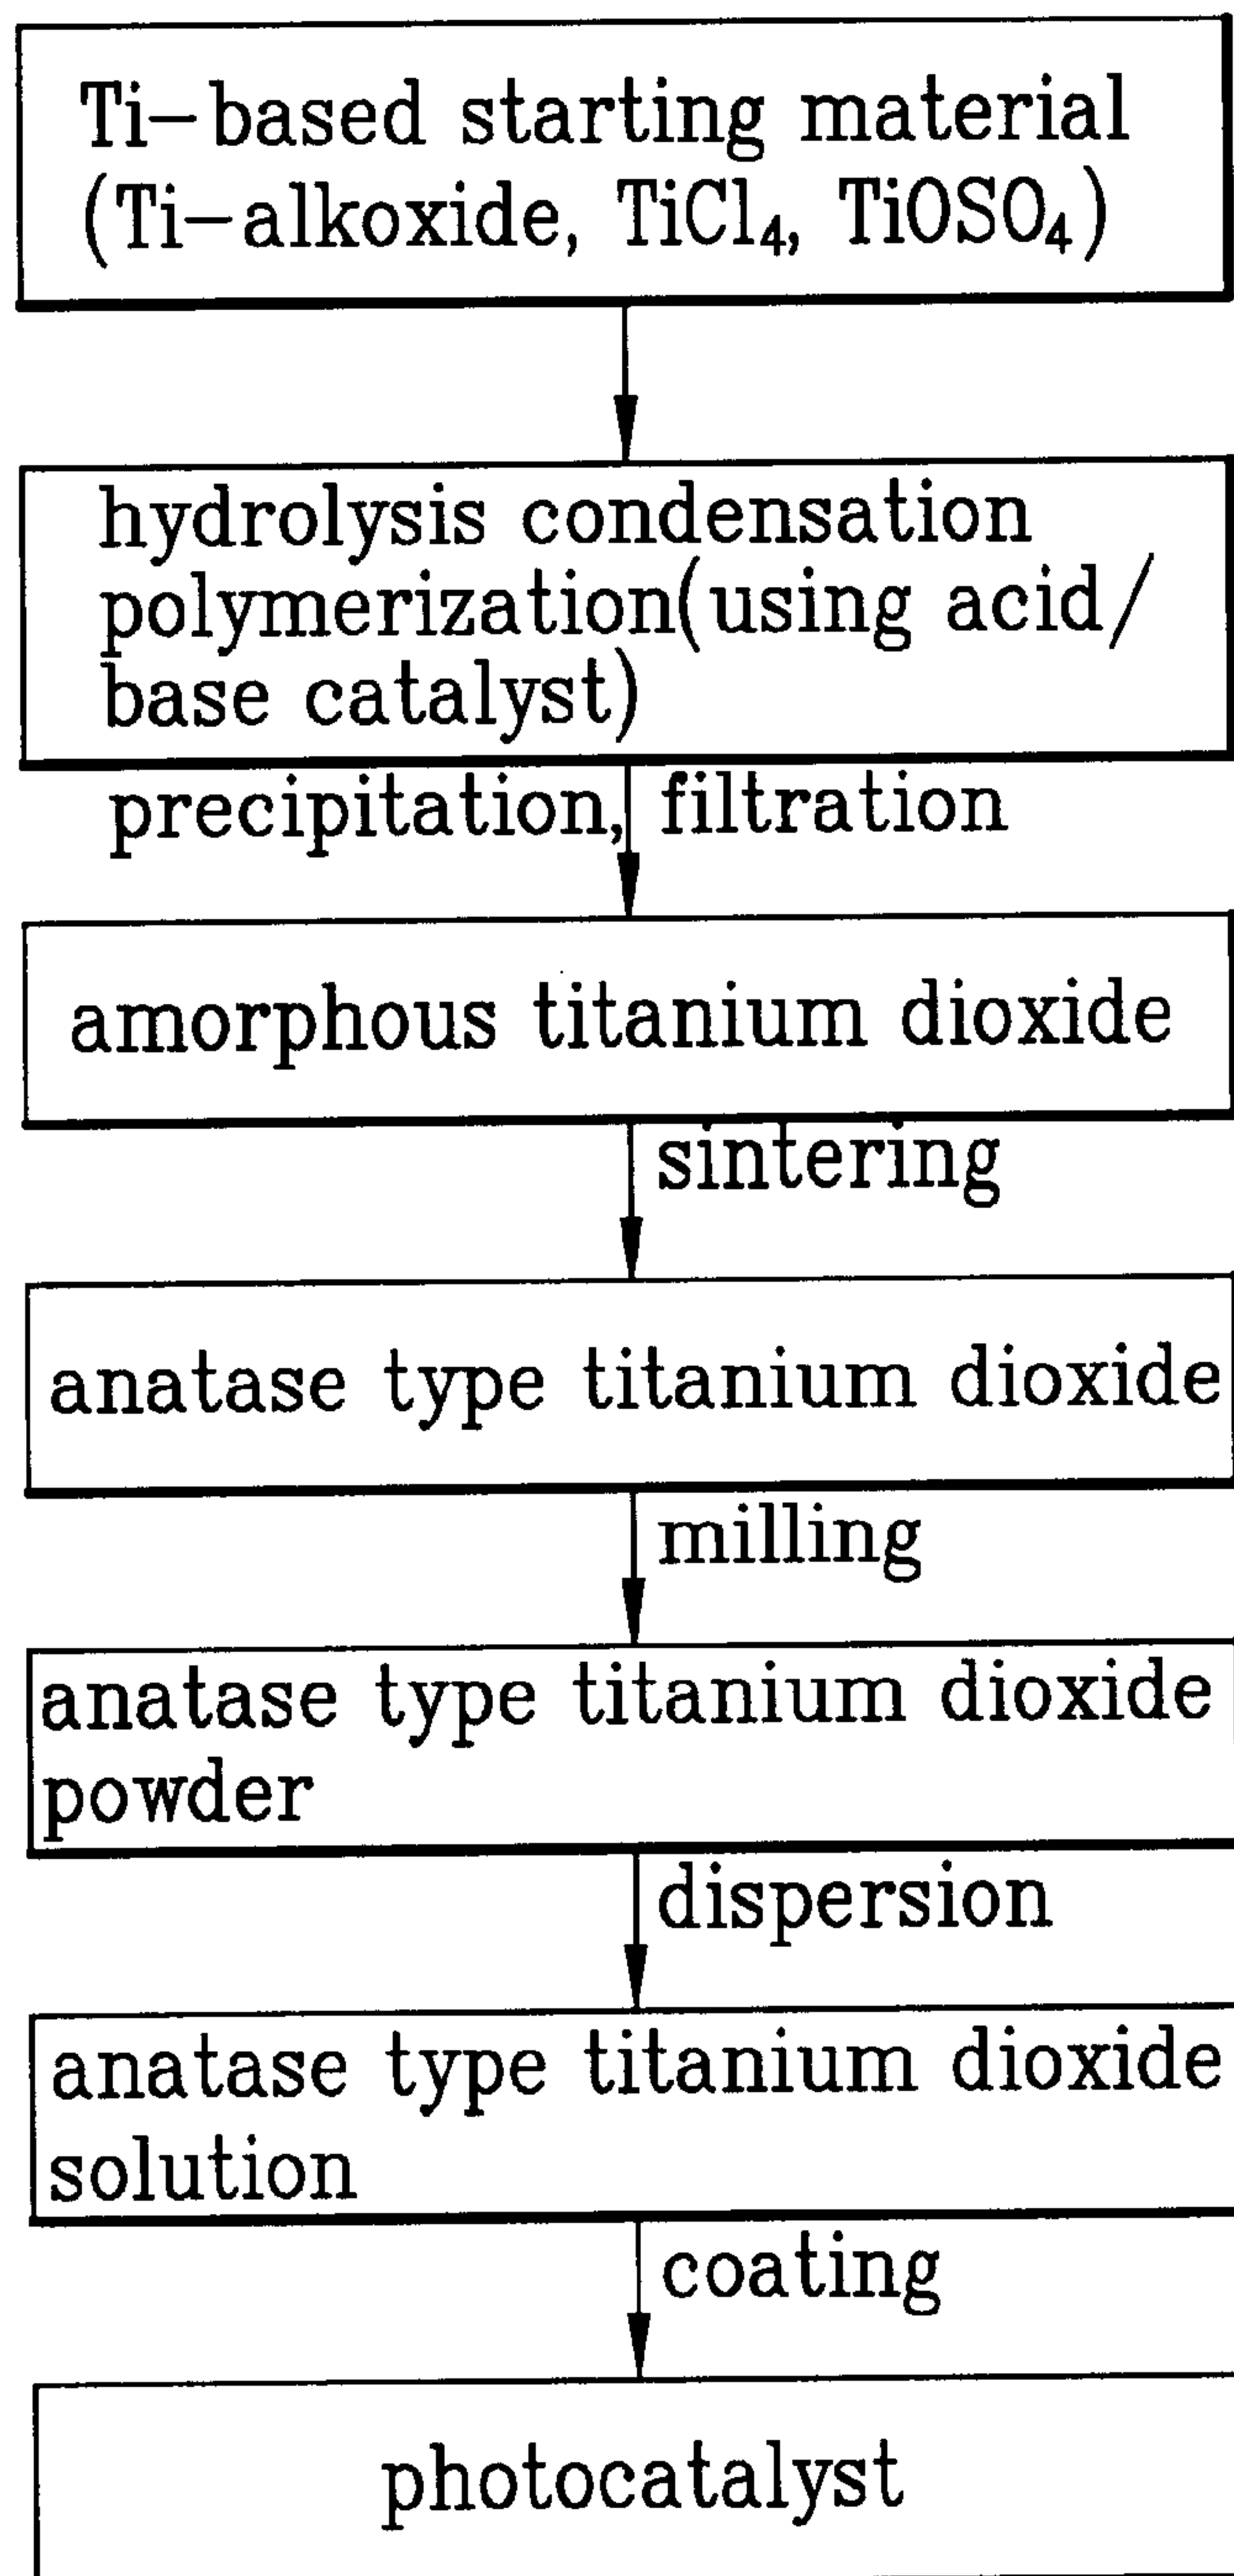 Ti-based starting material
(Ti-alkoxide, TiCl₄, TiOSO₄)
hydrolysis condensation
polymerization(using acid/
base catalyst)
precipitation, filtration
amorphous titanium dioxide
sintering
anatase type titanium dioxide
milling
anatase type titanium dioxide
powder
dispersion
anatase type titanium dioxide
solution
coating
photocatalyst